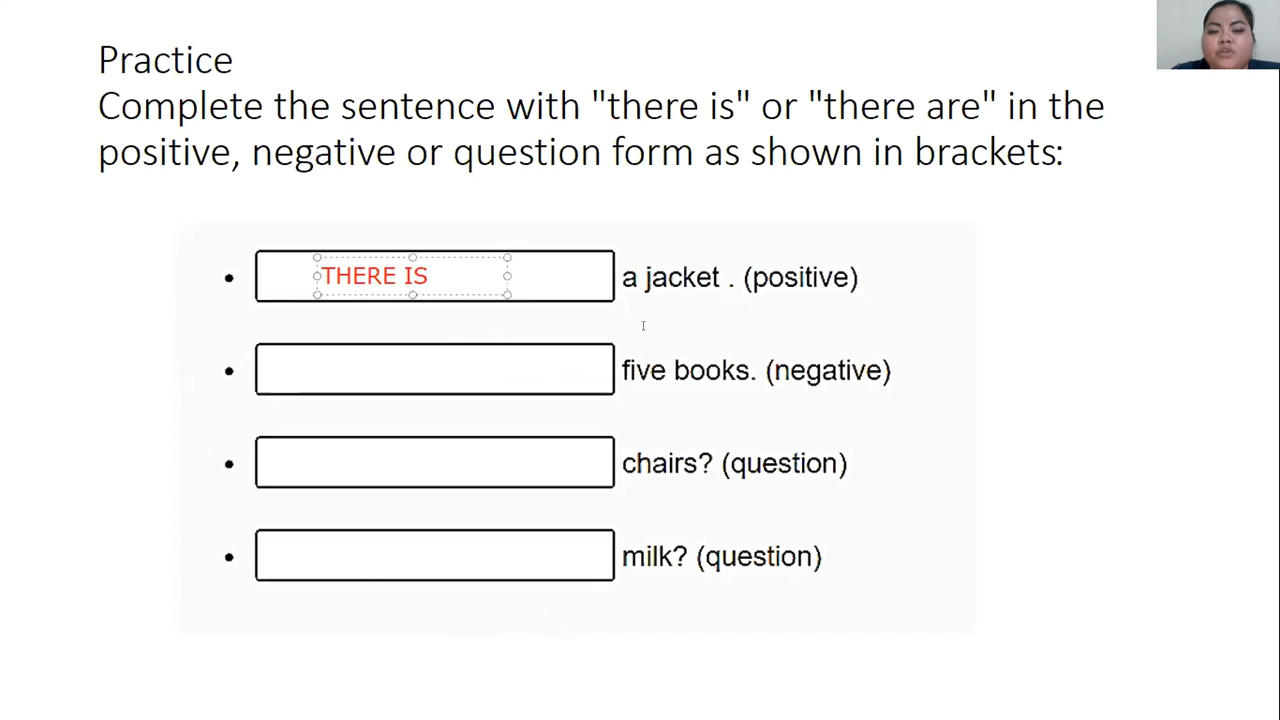 Practice
Complete the sentence with "there is" or "there are" in the
positive, negative or question form as shown in brackets:
• THERE IS a jacket . (positive)
• five books. (negative)
• chairs? (question)
• milk? (question)